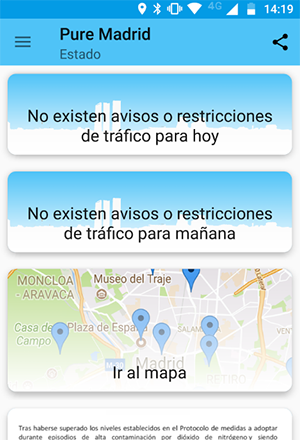 4G 14:19
Pure Madrid
Estado
No existen avisos o restricciones
de tráfico para hoy
No existen avisos o restricciones
de tráfico para mañana
MONCLOA-
ARAVACA
Museo del Traje
Casa de
Campo
Plaza de España
SALAMANCA
Madrid
RETIRO
Ir al mapa
Tras haberse superado los niveles establecidos en el Protocolo de medidas a adoptar
durante episodios de alta contaminación por dióxido de nitrógeno y siendo